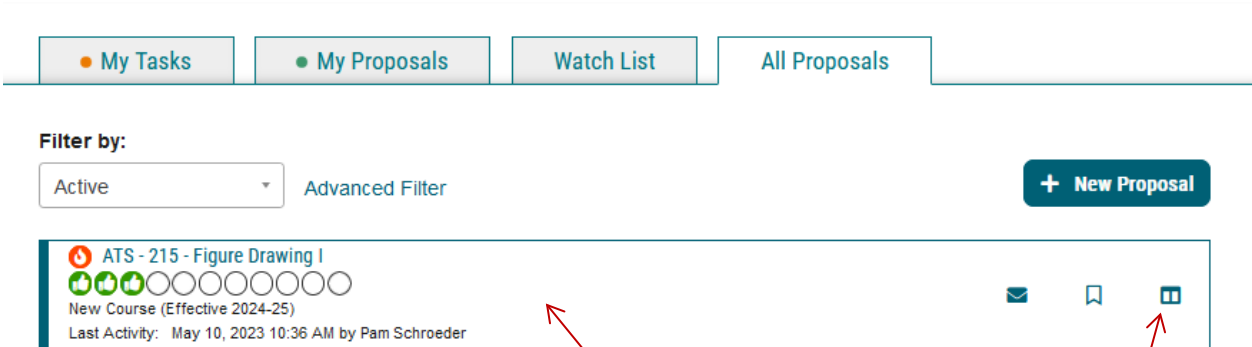 My Tasks My Proposals Watch List All Proposals
Filter by:
Active Advanced Filter + New Proposal
ATS - 215 - Figure Drawing I
New Course (Effective 2024-25)
Last Activity: May 10, 2023 10:36 AM by Pam Schroeder